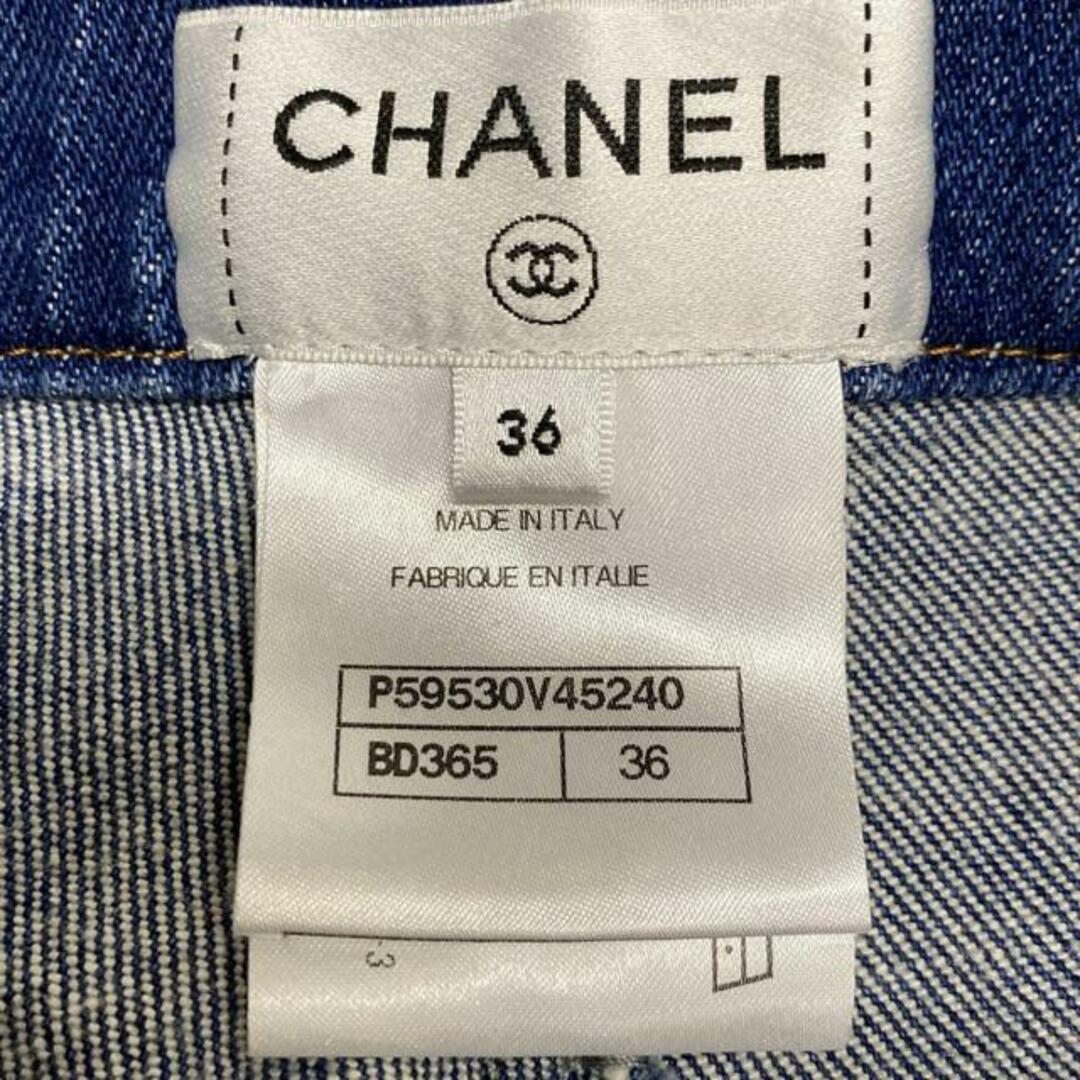 CHANEL
36
MADE IN ITALY
FABRIQUE EN ITALIE
P59530V45240
BD365 36